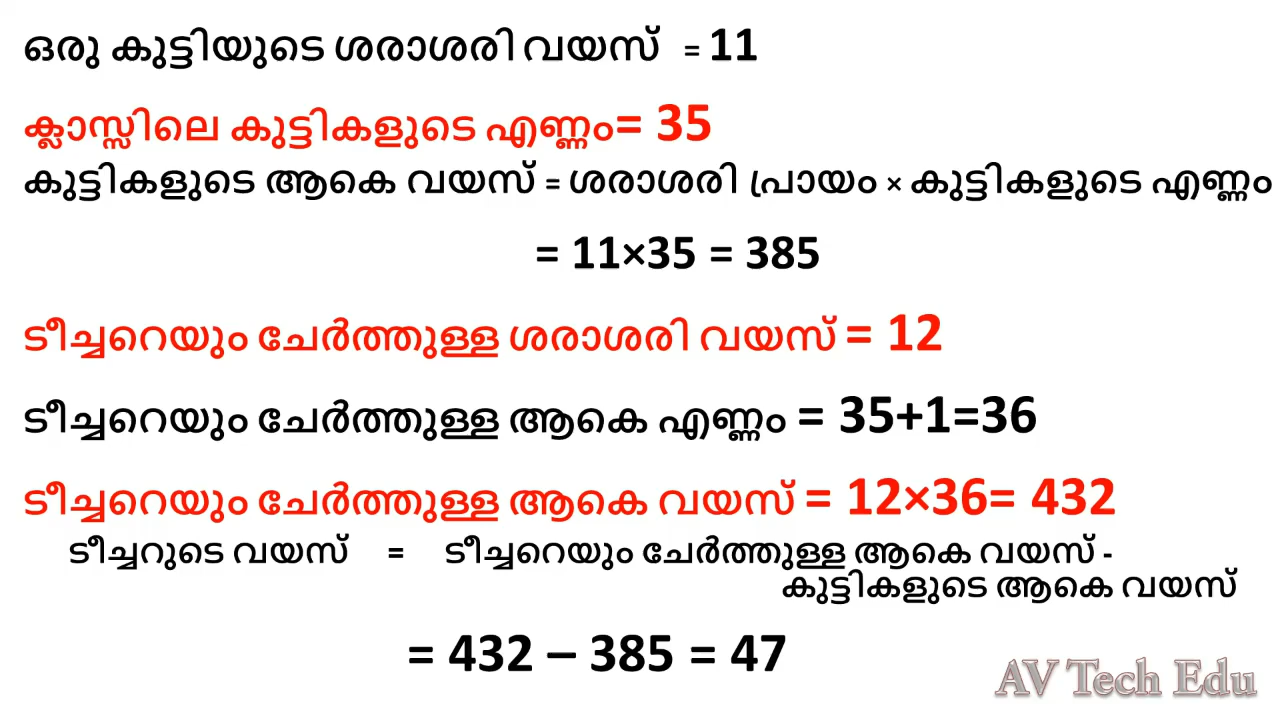 ഒരു കുട്ടിയുടെ ശരാശരി വയസ് = 11
ക്ലാസ്സിലെ കുട്ടികളുടെ എണ്ണം= 35
കുട്ടികളുടെ ആകെ വയസ് = ശരാശരി പ്രായം × കുട്ടികളുടെ എണ്ണം
= 11×35 = 385
ടീച്ചറെയും ചേർത്തുള്ള ശരാശരി വയസ് = 12
ടീച്ചറെയും ചേർത്തുള്ള ആകെ എണ്ണം = 35+1=36
ടീച്ചറെയും ചേർത്തുള്ള ആകെ വയസ് = 12×36= 432
ടീച്ചറുടെ വയസ് = ടീച്ചറെയും ചേർത്തുള്ള ആകെ വയസ് -
കുട്ടികളുടെ ആകെ വയസ്
= 432 – 385 = 47
AV Tech Edu